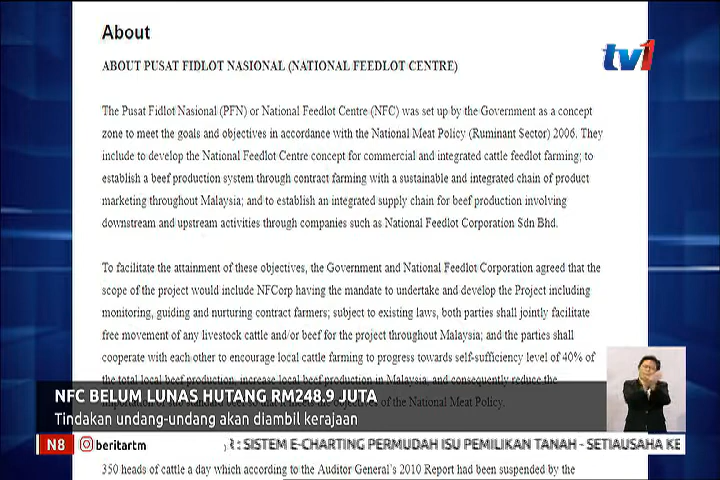 About
tv1
ABOUT PUSAT FIDLOT NASIONAL (NATIONAL FEEDLOT CENTRE)
The Pusat Fidlot Nasional (PFN) or National Feedlot Centre (NFC) was set up by the Government as a concept
zone to meet the goals and objectives in accordance with the National Meat Policy (Ruminant Sector) 2006. They
include to develop the National Feedlot Centre concept for commercial and integrated cattle feedlot farming; to
establish a beef production system through contract farming with a sustainable and integrated chain of product
marketing throughout Malaysia; and to establish an integrated supply chain for beef production involving
downstream and upstream activities through companies such as National Feedlot Corporation Sdn Bhd.
To facilitate the attainment of these objectives, the Government and National Feedlot Corporation agreed that the
scope of the project would include NFCorp having the mandate to undertake and develop the Project including
monitoring, guiding and nurturing contract farmers; subject to existing laws, both parties shall jointly facilitate
free movement of any livestock cattle and/or beef for the project throughout Malaysia; and the parties shall
cooperate with each other to encourage local cattle farming to progress towards self-sufficiency level of 40% of
the total local beef production, increase local beef production in Malaysia, and consequently reduce the
NFC BELUM LUNAS HUTANG RM248.9 JUTA
Meat Policy.
Tindakan undang-undang akan diambil kerajaan
N8 beritartm : SISTEM E-CHARTING PERMUDAH ISU PEMILIKAN TANAH - SETIAUSAHA KE
350 heads of cattle a day which according to the Auditor General's 2010 Report had been suspended by the